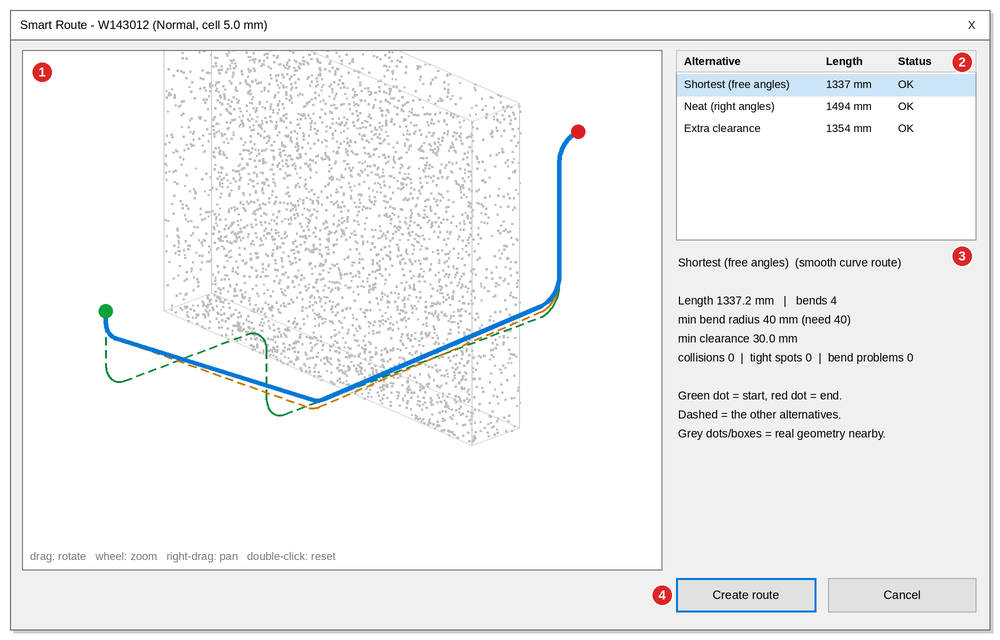 Smart Route - W143012 (Normal, cell 5.0 mm) X
1
Alternative Length Status 2
Shortest (free angles) 1337 mm OK
Neat (right angles) 1494 mm OK
Extra clearance 1354 mm OK
3
Shortest (free angles) (smooth curve route)
Length 1337.2 mm | bends 4
min bend radius 40 mm (need 40)
min clearance 30.0 mm
collisions 0 | tight spots 0 | bend problems 0
Green dot = start, red dot = end.
Dashed = the other alternatives.
Grey dots/boxes = real geometry nearby.
drag: rotate wheel: zoom right-drag: pan double-click: reset
4 Create route Cancel